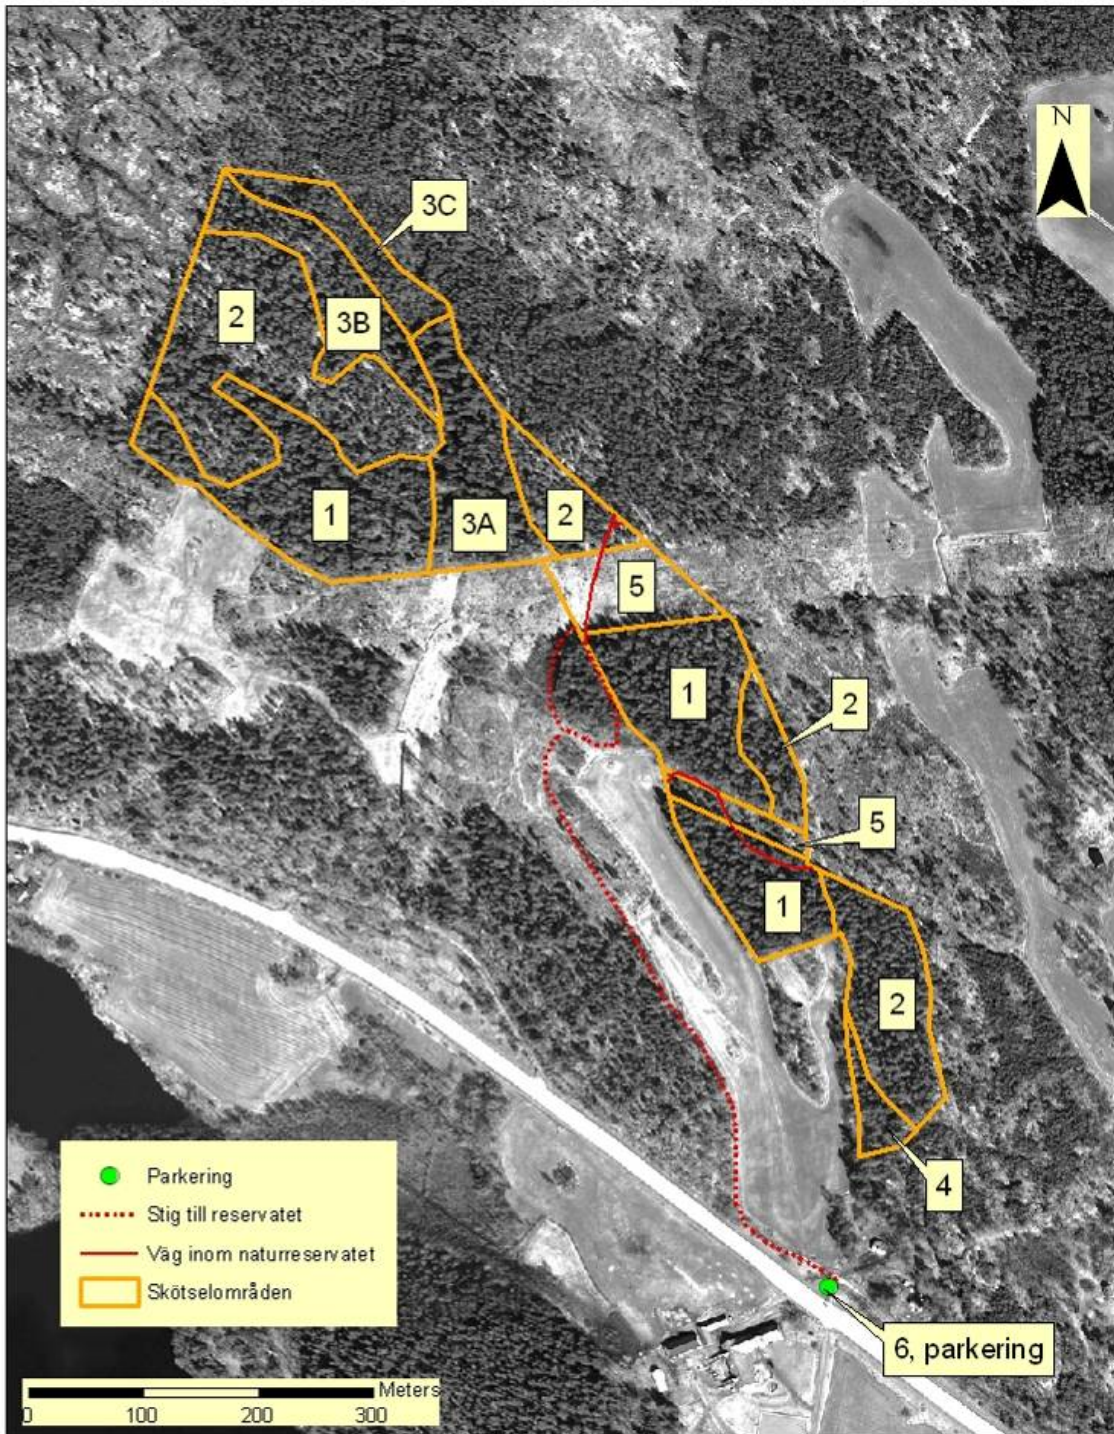 N
3C
2
3B
1
3A
2
5
1
2
5
1
2
4
Parkering
Stig till reservatet
Väg inom naturreservatet
Skötselområden
6, parkering
Meters
0 100 200 300